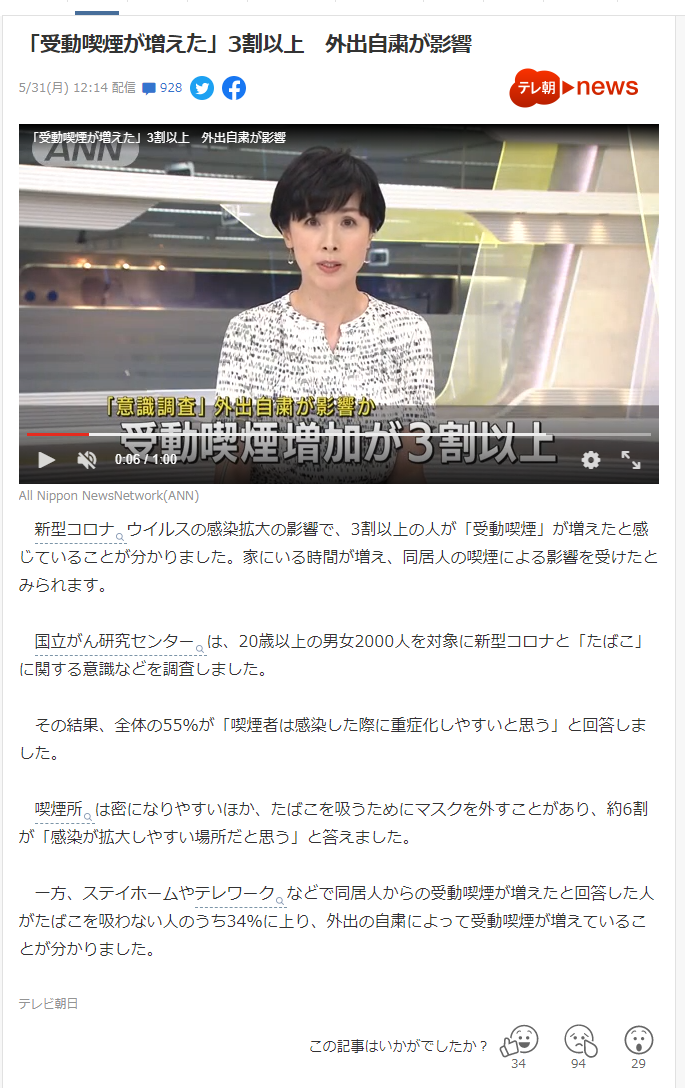 「受動喫煙が増えた」3割以上　外出自粛が影響
5/31(月) 12:14 配信 928
テレ朝 news
「受動喫煙が増えた」3割以上　外出自粛が影響
ANN
「意識調査」外出自粛が影響か
受動喫煙増加が３割以上
0:06 / 1:00
All Nippon NewsNetwork(ANN)
新型コロナウイルスの感染拡大の影響で、3割以上の人が「受動喫煙」が増えたと感
じていることが分かりました。家にいる時間が増え、同居人の喫煙による影響を受けたと
みられます。
国立がん研究センターは、20歳以上の男女2000人を対象に新型コロナと「たばこ」
に関する意識などを調査しました。
その結果、全体の55%が「喫煙者は感染した際に重症化しやすいと思う」と回答しま
した。
喫煙所は密になりやすいほか、たばこを吸うためにマスクを外すことがあり、約6割
が「感染が拡大しやすい場所だと思う」と答えました。
一方、ステイホームやテレワークなどで同居人からの受動喫煙が増えたと回答した人
がたばこを吸わない人のうち34%に上り、外出の自粛によって受動喫煙が増えているこ
とが分かりました。
テレビ朝日
この記事はいかがでしたか？
34 94 29